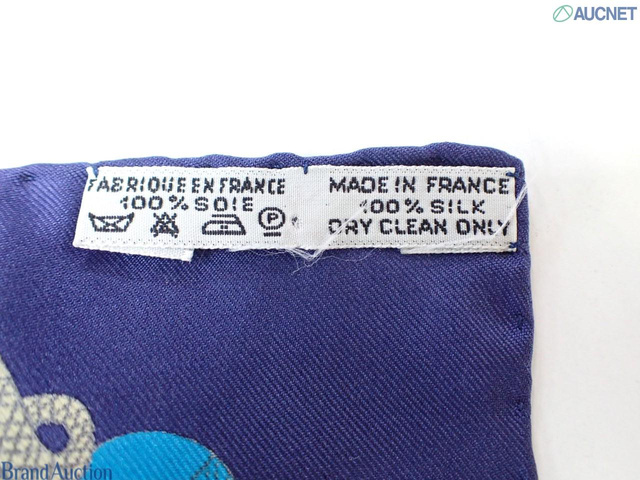 AUCNET
FABRIQUE EN FRANCE
100% SOIE
P
MADE IN FRANCE
100% SILK
DRY CLEAN ONLY
BrandAuction